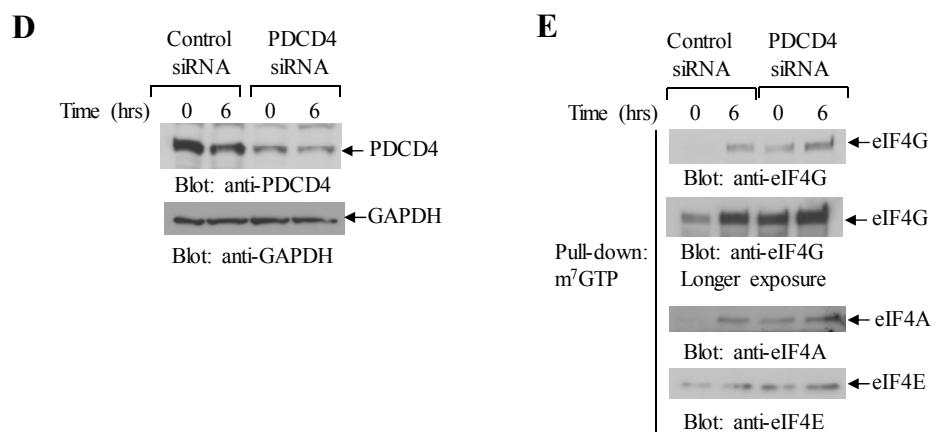 D
Control PDCD4
siRNA siRNA
Time (hrs) 0 6 0 6
PDCD4
Blot: anti-PDCD4
GAPDH
Blot: anti-GAPDH
E
Control PDCD4
siRNA siRNA
Time (hrs) 0 6 0 6
eIF4G
Blot: anti-eIF4G
eIF4G
Pull-down:
m⁷GTP
Blot: anti-eIF4G
Longer exposure
eIF4A
Blot: anti-eIF4A
eIF4E
Blot: anti-eIF4E